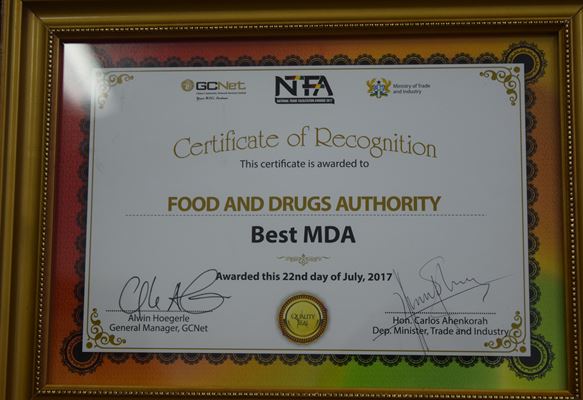 GCNet
NTFA
NATIONAL TRADE FACILITATION AWARDS 2017
Ministry of Trade
and Industry
Certificate of Recognition
This certificate is awarded to
FOOD AND DRUGS AUTHORITY
Best MDA
Awarded this 22nd day of July, 2017
Alwin Hoegerle
General Manager, GCNet
QUALITY
SEAL
Hon. Carlos Ahenkorah
Dep. Minister, Trade and Industry